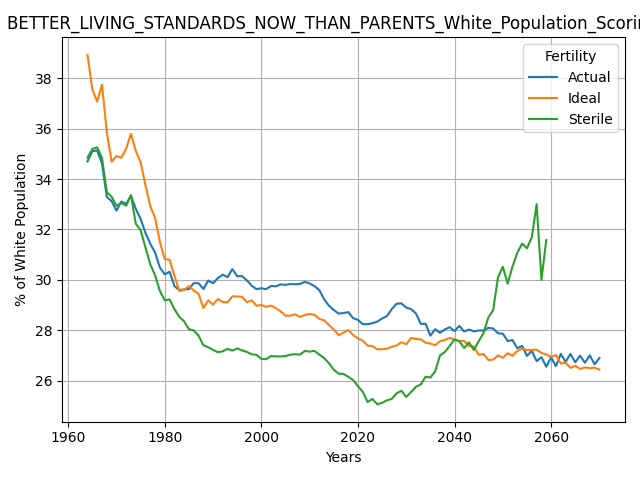 BETTER_LIVING_STANDARDS_NOW_THAN_PARENTS_White_Population_Scorin
Fertility
Actual
Ideal
Sterile
% of White Population
38
36
34
32
30
28
26
1960
1980
2000
2020
2040
2060
Years